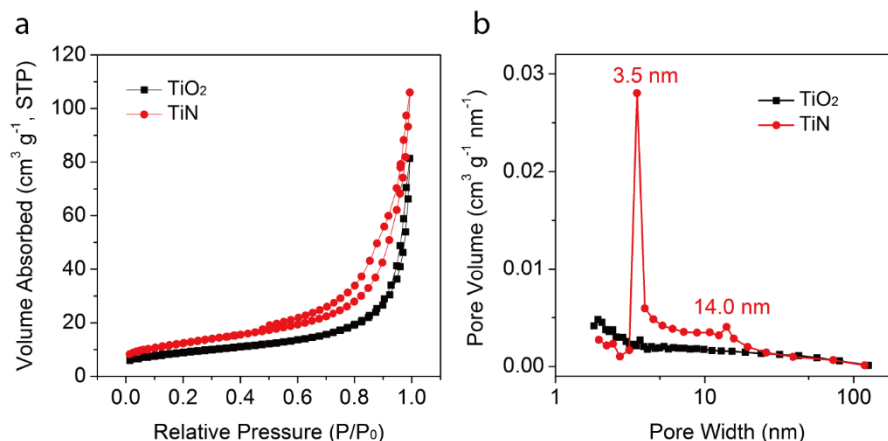 a
120
100
80
60
40
20
0
0.0 0.2 0.4 0.6 0.8 1.0
Volume Absorbed (cm³ g⁻¹, STP)
Relative Pressure (P/P₀)
TiO₂
TiN
b
0.03
0.02
0.01
0.00
1 10 100
Pore Volume (cm³ g⁻¹ nm⁻¹)
Pore Width (nm)
3.5 nm
TiO₂
TiN
14.0 nm